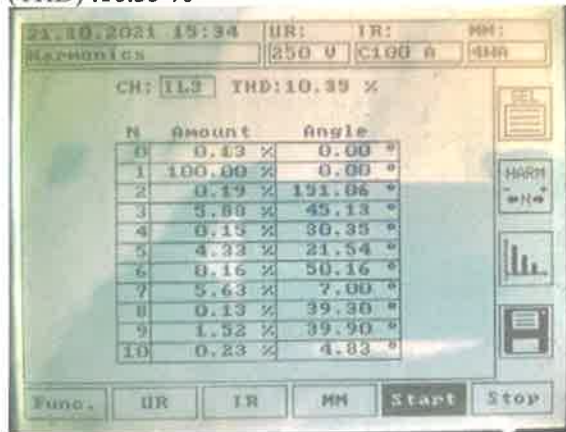 21.10.2021 15:34 UR: IR: MM:
Harmonics 250 V C100 A 4MA
CH: IL3 THD:10.39 %
SEL
N Amount Angle
0 0.13 % 0.00 °
1 100.00 % 0.00 °
2 0.19 % 151.06 °
3 5.88 % 45.13 °
HARM
4 0.15 % 30.35 °
N
5 4.33 % 21.54 °
6 0.16 % 50.16 °
7 5.63 % 7.00 °
8 0.13 % 39.30 °
9 1.52 % 39.90 °
10 0.23 % 4.83 °
Func. UR IR MM Start Stop